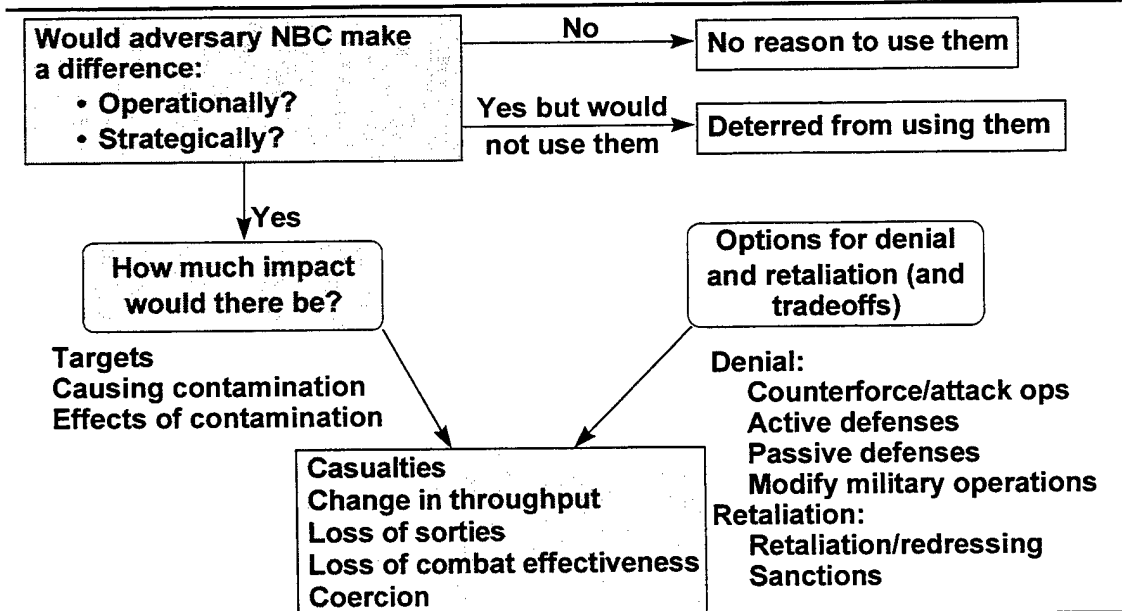 Would adversary NBC make
a difference:
• Operationally?
• Strategically?
No
No reason to use them
Yes but would
not use them
Deterred from using them
Yes
How much impact
would there be?
Options for denial
and retaliation (and
tradeoffs)
Targets
Causing contamination
Effects of contamination
Denial:
Counterforce/attack ops
Active defenses
Passive defenses
Modify military operations
Retaliation:
Retaliation/redressing
Sanctions
Casualties
Change in throughput
Loss of sorties
Loss of combat effectiveness
Coercion